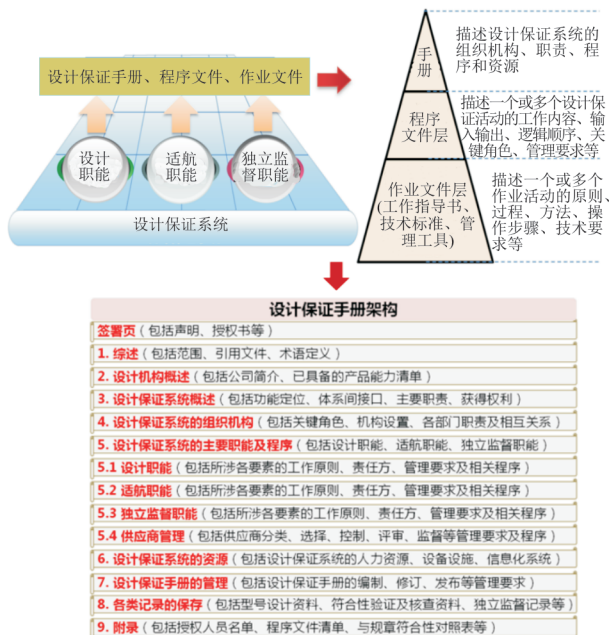 设计保证手册、程序文件、作业文件
设计
职能
适航
职能
独立监
督职能
设计保证系统
手
册
程序
文件层
作业文件层
(工作指导书、
技术标准、管
理工具)
描述设计保证系统的
组织机构、职责、程
序和资源
描述一个或多个设计保
证活动的工作内容、输
入输出、逻辑顺序、关
键角色、管理要求等
描述一个或多个
作业活动的原则、
过程、方法、操
作步骤、技术要
求等
设计保证手册架构
签署页（包括声明、授权书等）
1. 综述（包括范围、引用文件、术语定义）
2. 设计机构概述（包括公司简介、已具备的产品能力清单）
3. 设计保证系统概述（包括功能定位、体系间接口、主要职责、获得权利）
4. 设计保证系统的组织机构（包括关键角色、机构设置、各部门职责及相互关系）
5. 设计保证系统的主要职能及程序（包括设计职能、适航职能、独立监督职能）
5.1 设计职能（包括所涉各要素的工作原则、责任方、管理要求及相关程序）
5.2 适航职能（包括所涉各要素的工作原则、责任方、管理要求及相关程序）
5.3 独立监督职能（包括所涉各要素的工作原则、责任方、管理要求及相关程序）
5.4 供应商管理（包括供应商分类、选择、控制、评审、监督等管理要求及程序）
6. 设计保证系统的资源（包括设计保证系统的人力资源、设备设施、信息化系统）
7. 设计保证手册的管理（包括设计保证手册的编制、修订、发布等管理要求）
8. 各类记录的保存（包括型号设计资料、符合性验证及核查资料、独立监督记录等）
9. 附录（包括授权人员名单、程序文件清单、与规章符合性对照表等）